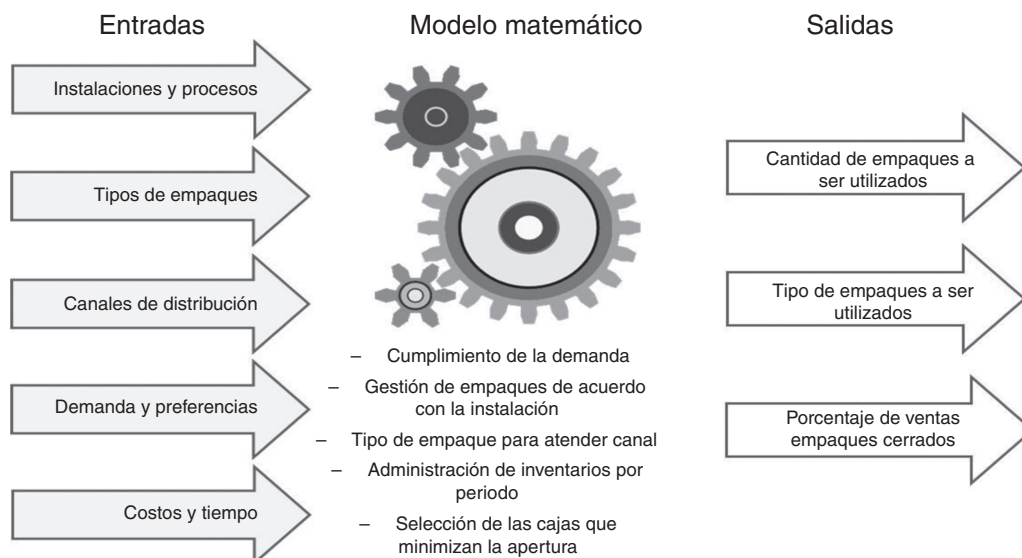 Entradas
Instalaciones y procesos
Tipos de empaques
Canales de distribución
Demanda y preferencias
Costos y tiempo
Modelo matemático
– Cumplimiento de la demanda
– Gestión de empaques de acuerdo
con la instalación
– Tipo de empaque para atender canal
– Administración de inventarios por
periodo
– Selección de las cajas que
minimizan la apertura
Salidas
Cantidad de empaques a
ser utilizados
Tipo de empaques a ser
utilizados
Porcentaje de ventas
empaques cerrados